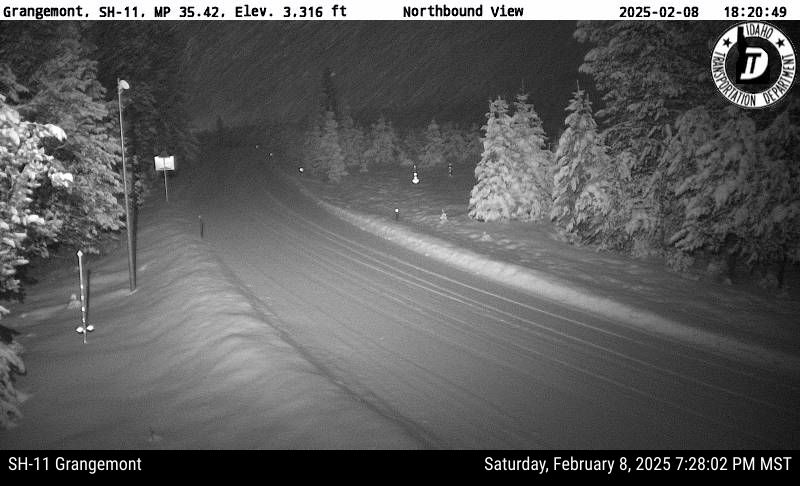 Grangemont, SH-11, MP 35.42, Elev. 3,316 ft Northbound View 2025-02-08 18:20:49
IDAHO
TRANSPORTATION DEPARTMENT
SH-11 Grangemont Saturday, February 8, 2025 7:28:02 PM MST